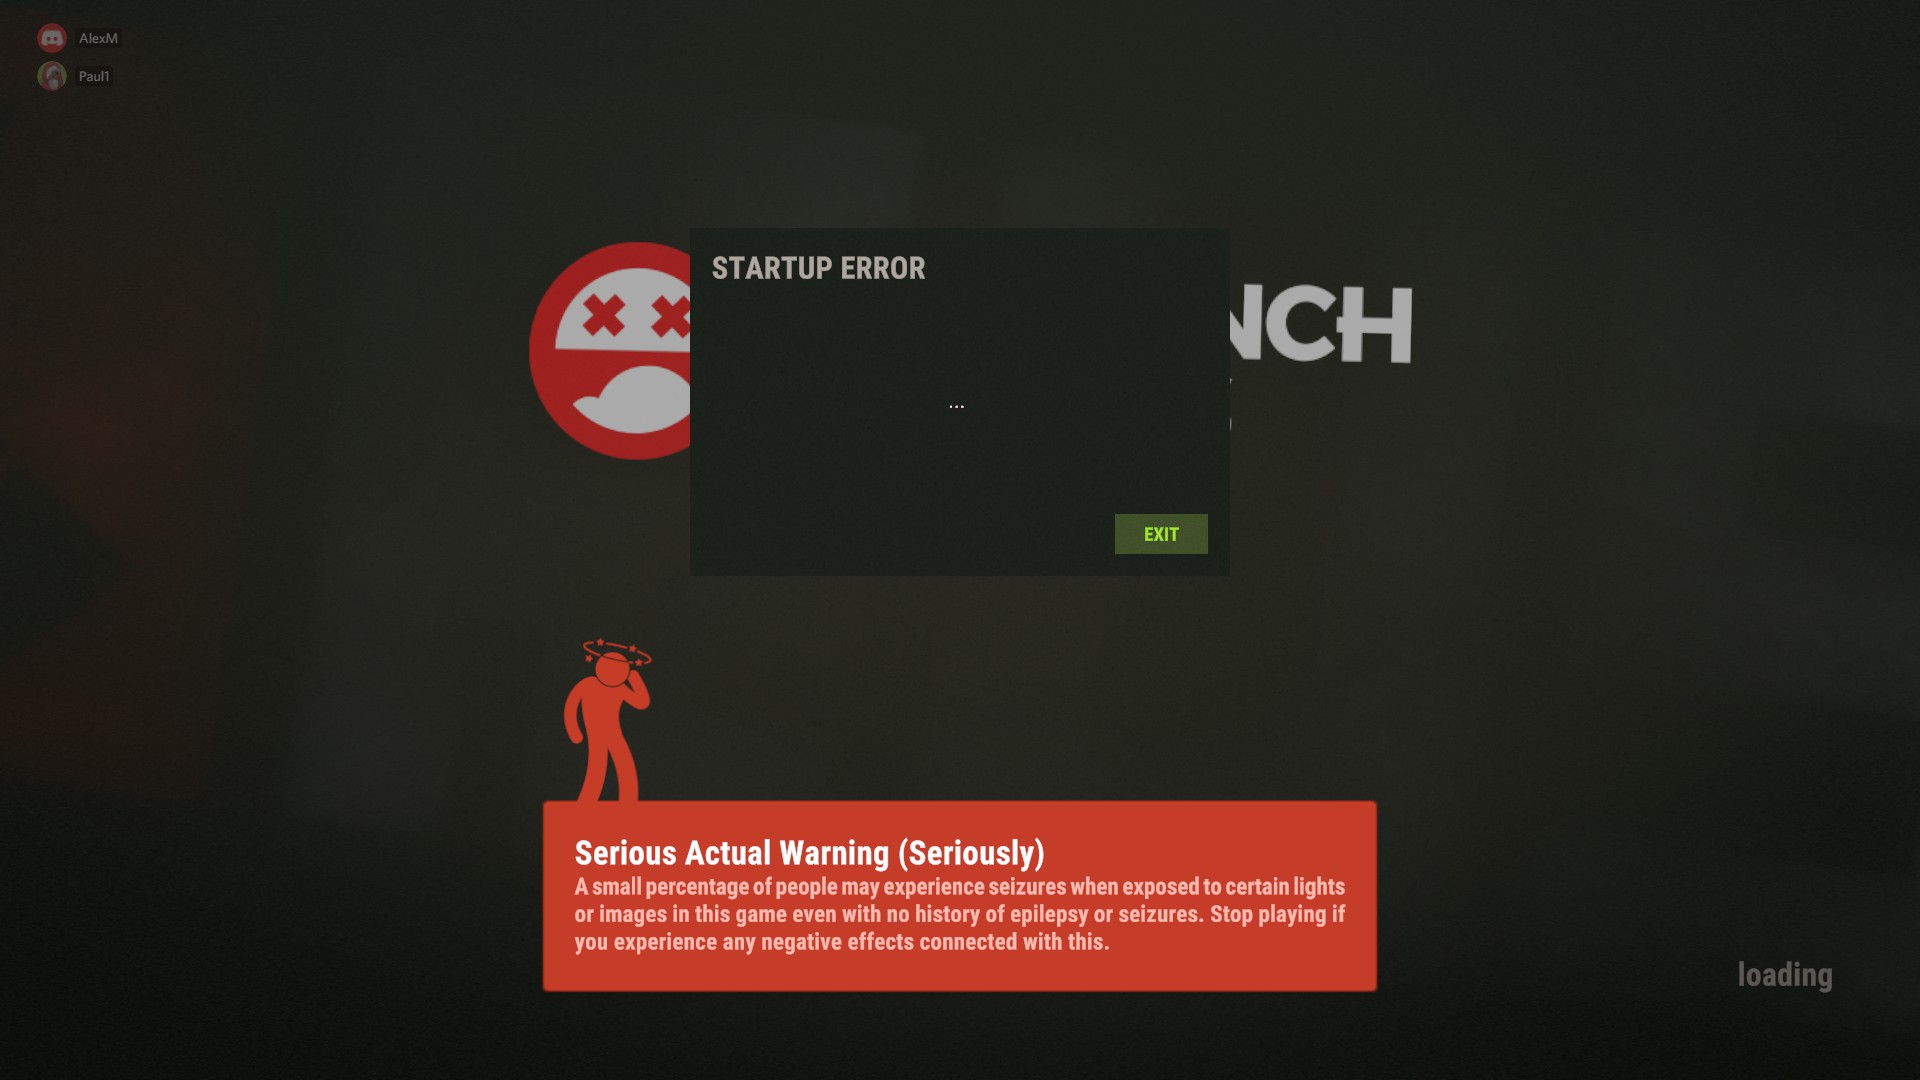 AlexM
Paul1
STARTUP ERROR
NCH
...
EXIT
Serious Actual Warning (Seriously)
A small percentage of people may experience seizures when exposed to certain lights
or images in this game even with no history of epilepsy or seizures. Stop playing if
you experience any negative effects connected with this.
loading